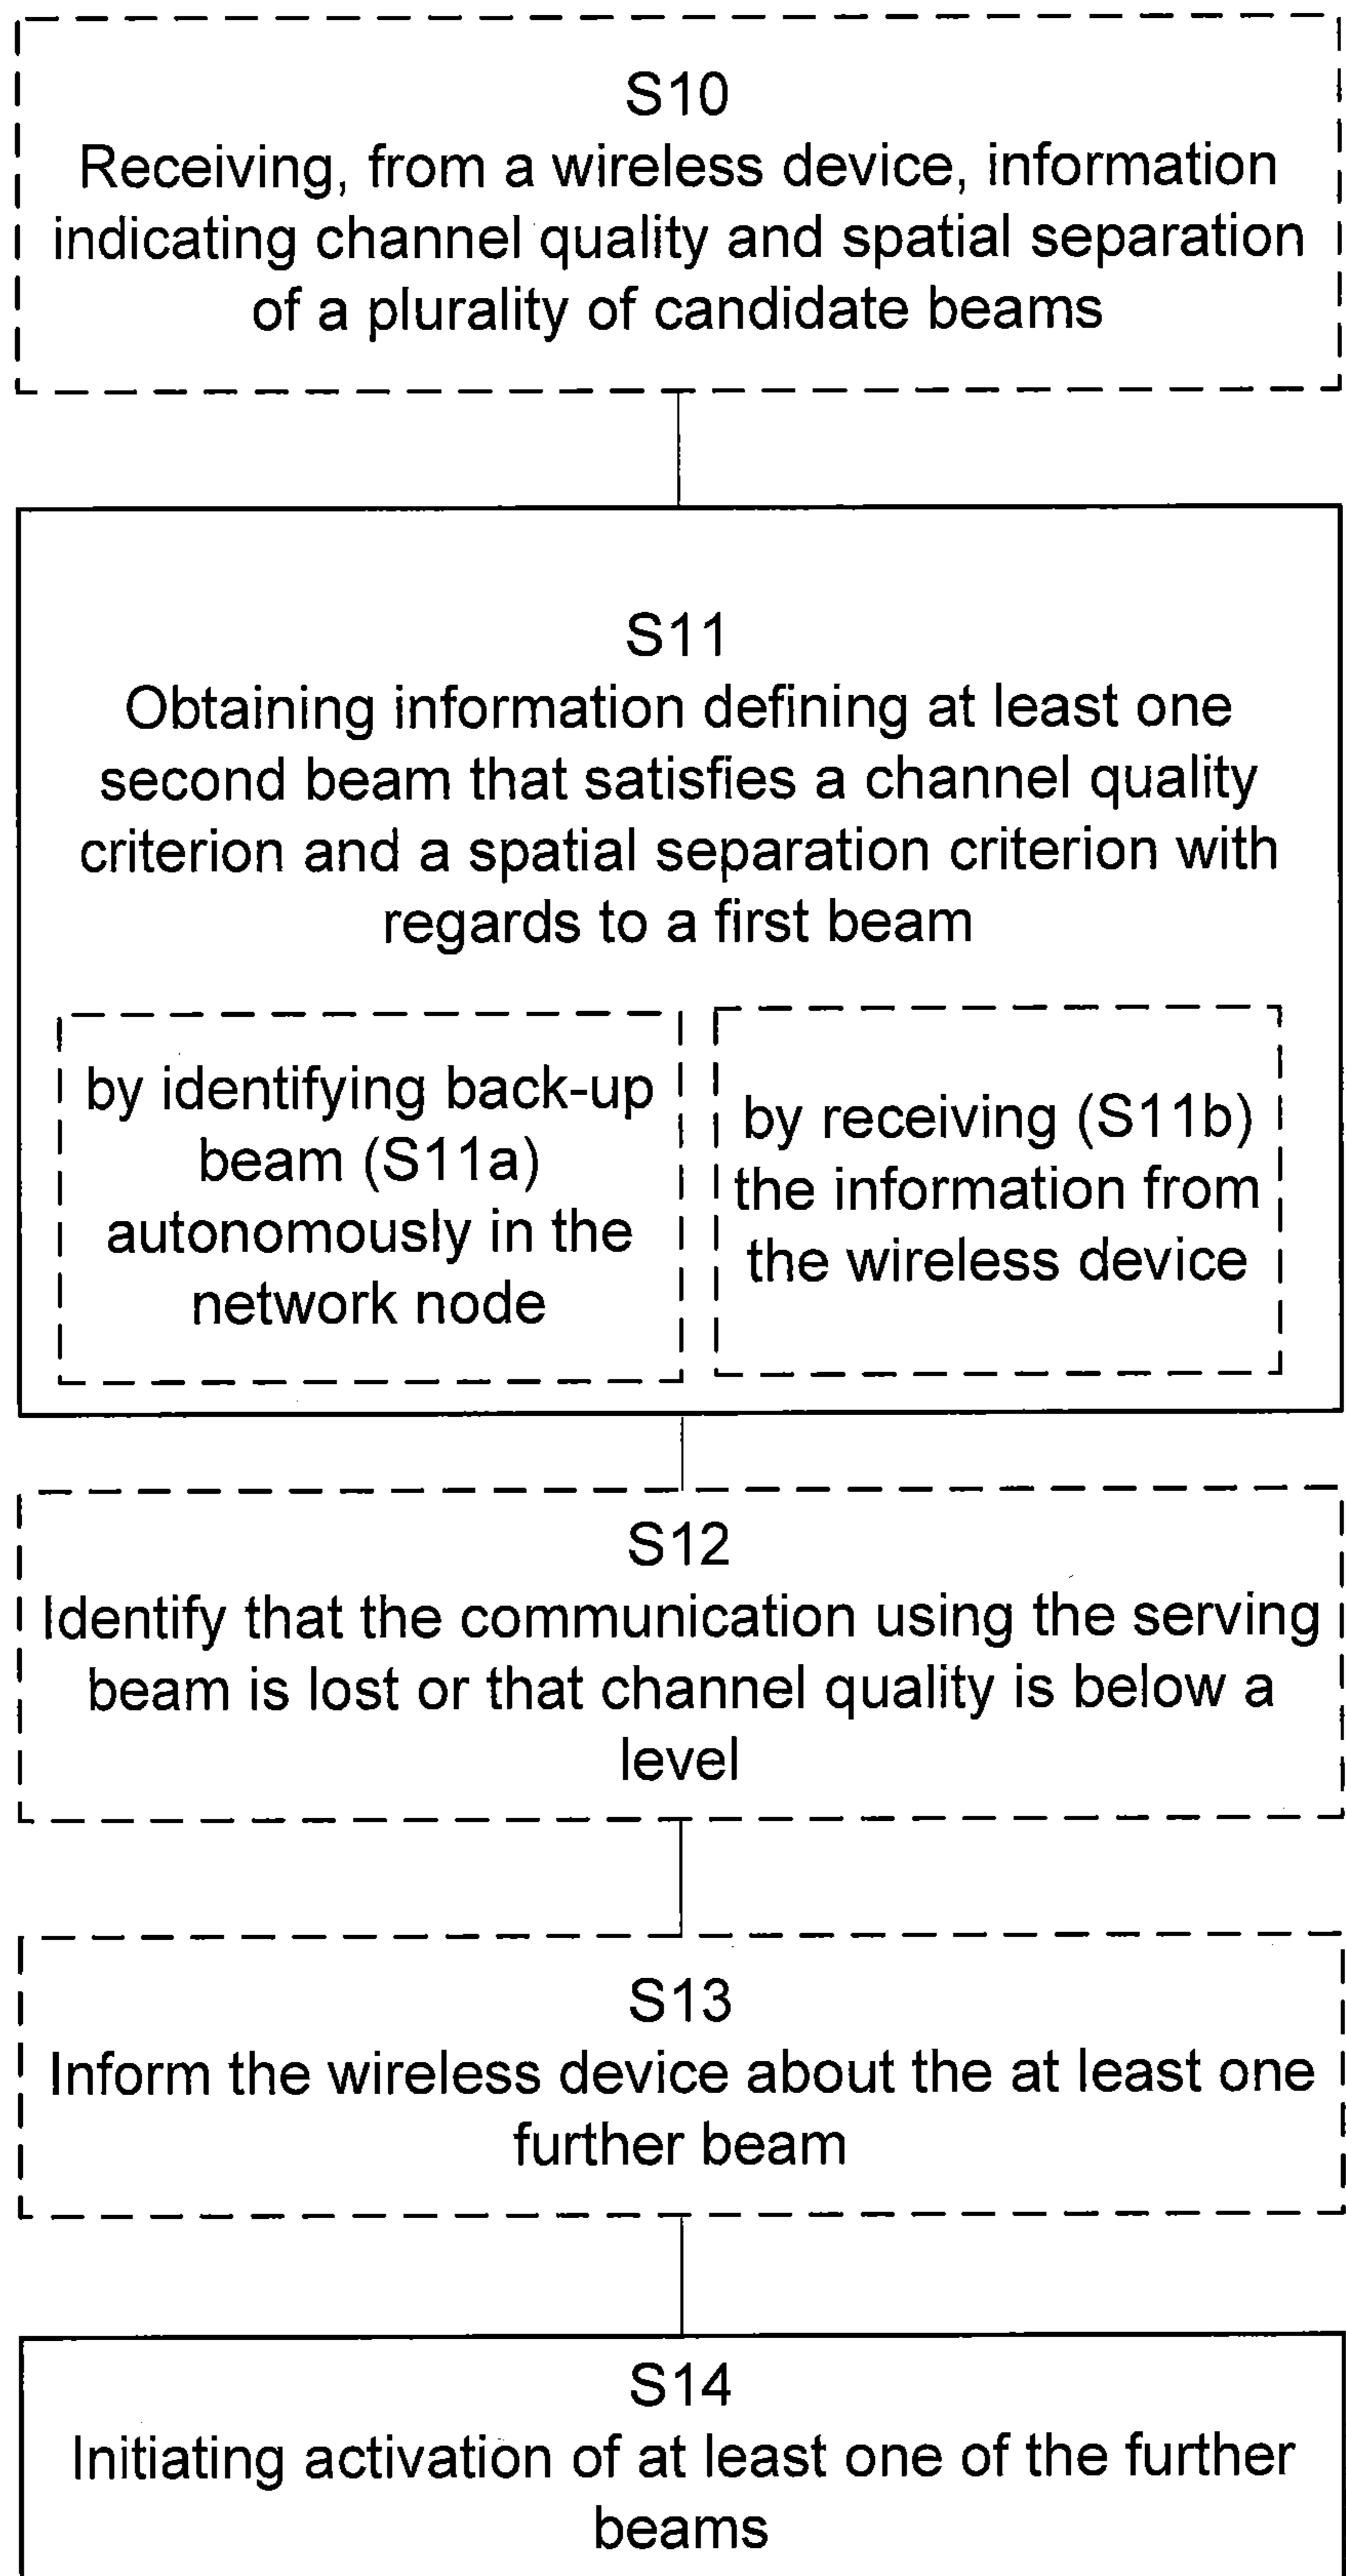 S10
Receiving, from a wireless device, information
indicating channel quality and spatial separation
of a plurality of candidate beams
S11
Obtaining information defining at least one
second beam that satisfies a channel quality
criterion and a spatial separation criterion with
regards to a first beam
by identifying back-up
beam (S11a)
autonomously in the
network node
by receiving (S11b)
the information from
the wireless device
S12
Identify that the communication using the serving
beam is lost or that channel quality is below a
level
S13
Inform the wireless device about the at least one
further beam
S14
Initiating activation of at least one of the further
beams